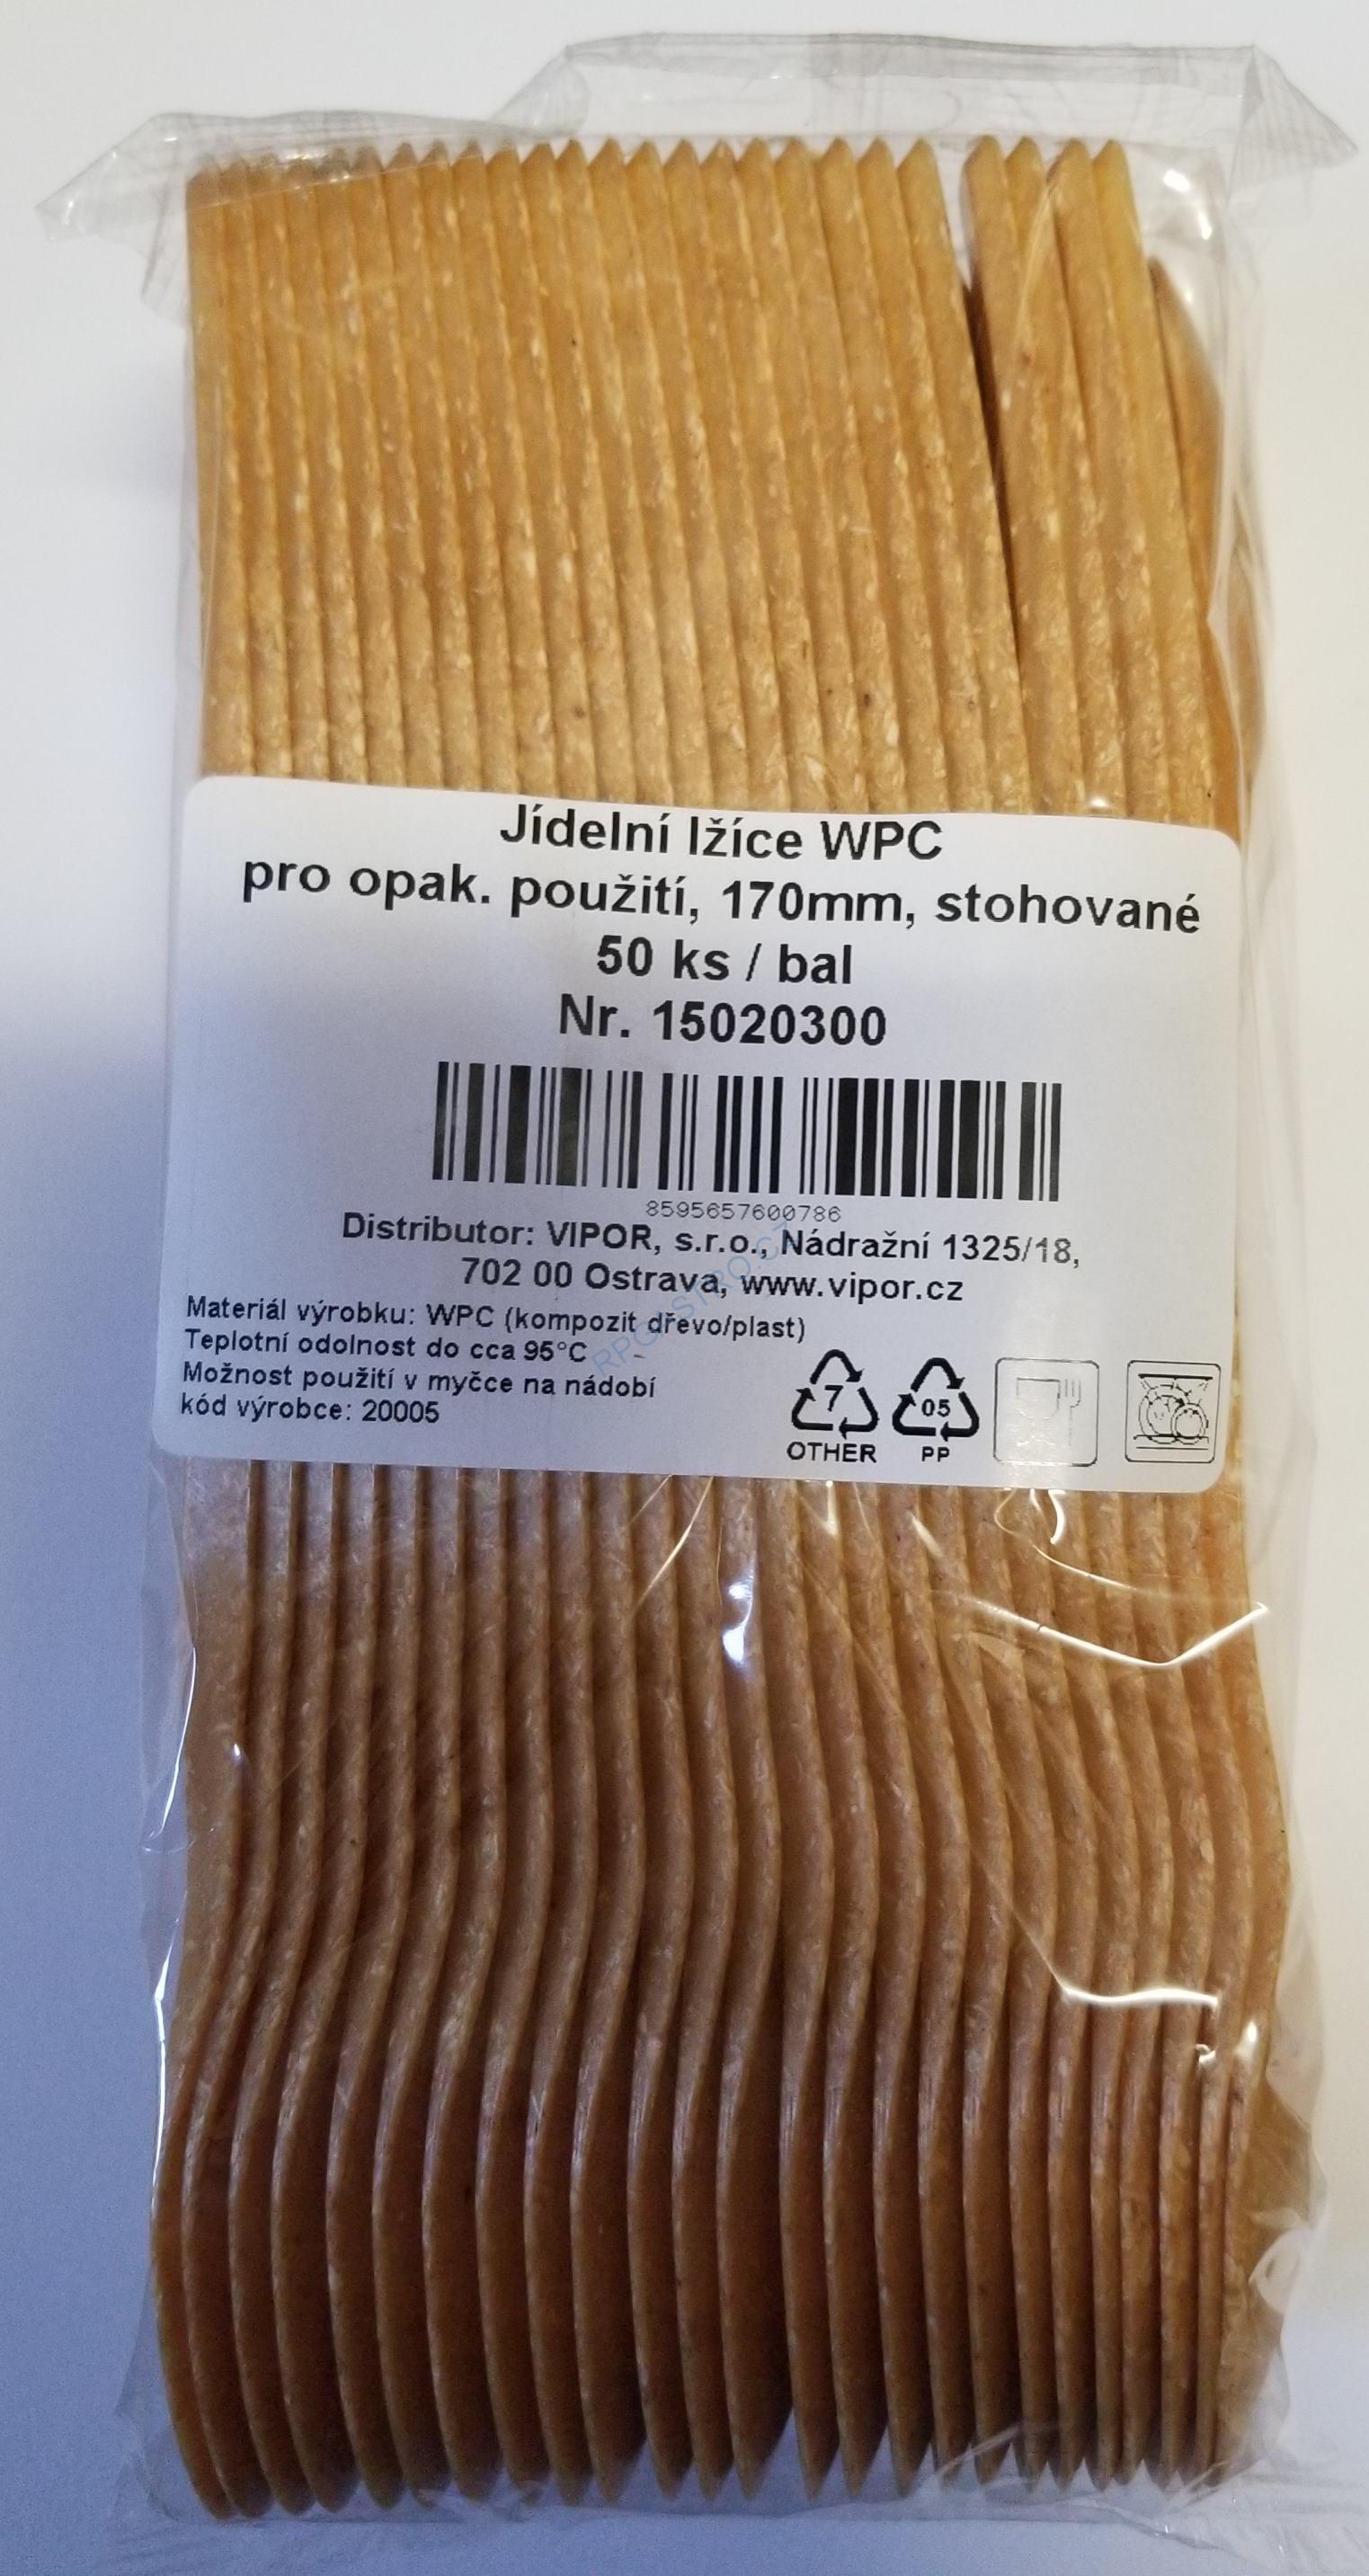 Jídelní lžíce WPC
pro opak. použití, 170mm, stohované
50 ks / bal
Nr. 15020300
8595657600786
Distributor: VIPOR, s.r.o., Nádražní 1325/18,
702 00 Ostrava, www.vipor.cz
Materiál výrobku: WPC (kompozit dřevo/plast)
Teplotní odolnost do cca 95°C
Možnost použití v myčce na nádobí
kód výrobce: 20005
7
OTHER
05
PP
RPGASTRO.CZ